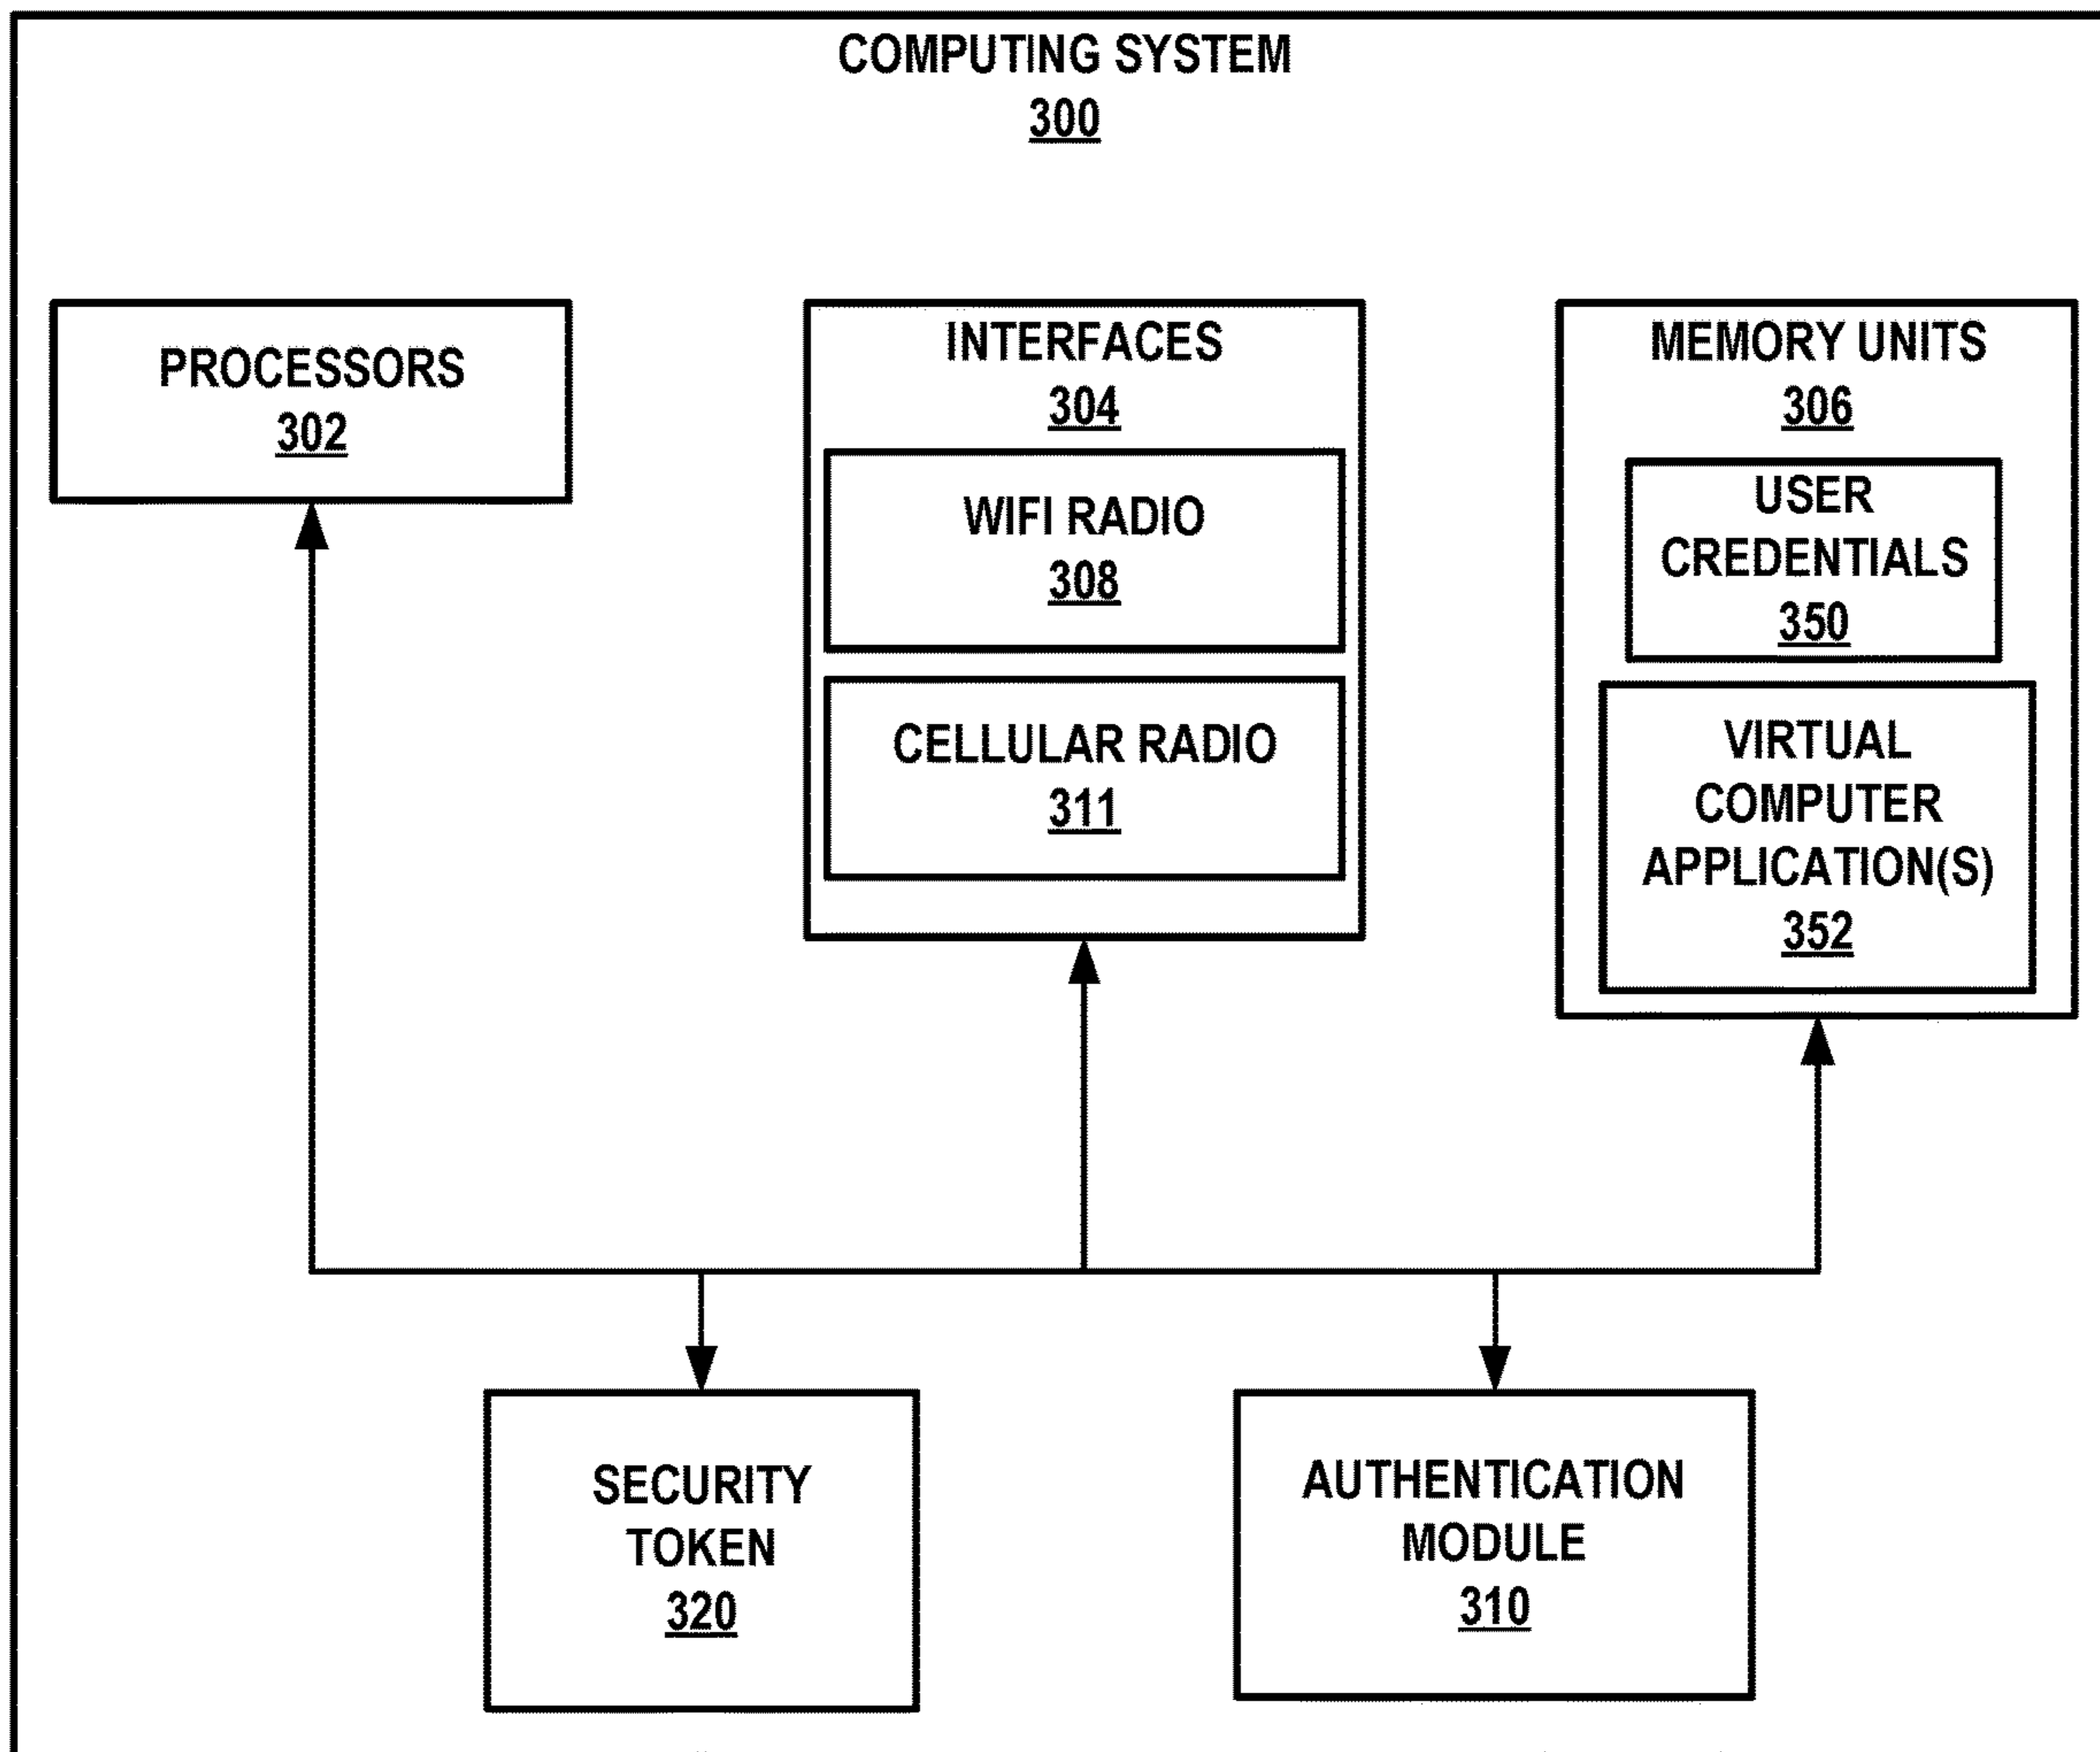 COMPUTING SYSTEM
300
PROCESSORS
302
INTERFACES
304
WIFI RADIO
308
CELLULAR RADIO
311
MEMORY UNITS
306
USER
CREDENTIALS
350
VIRTUAL
COMPUTER
APPLICATION(S)
352
SECURITY
TOKEN
320
AUTHENTICATION
MODULE
310